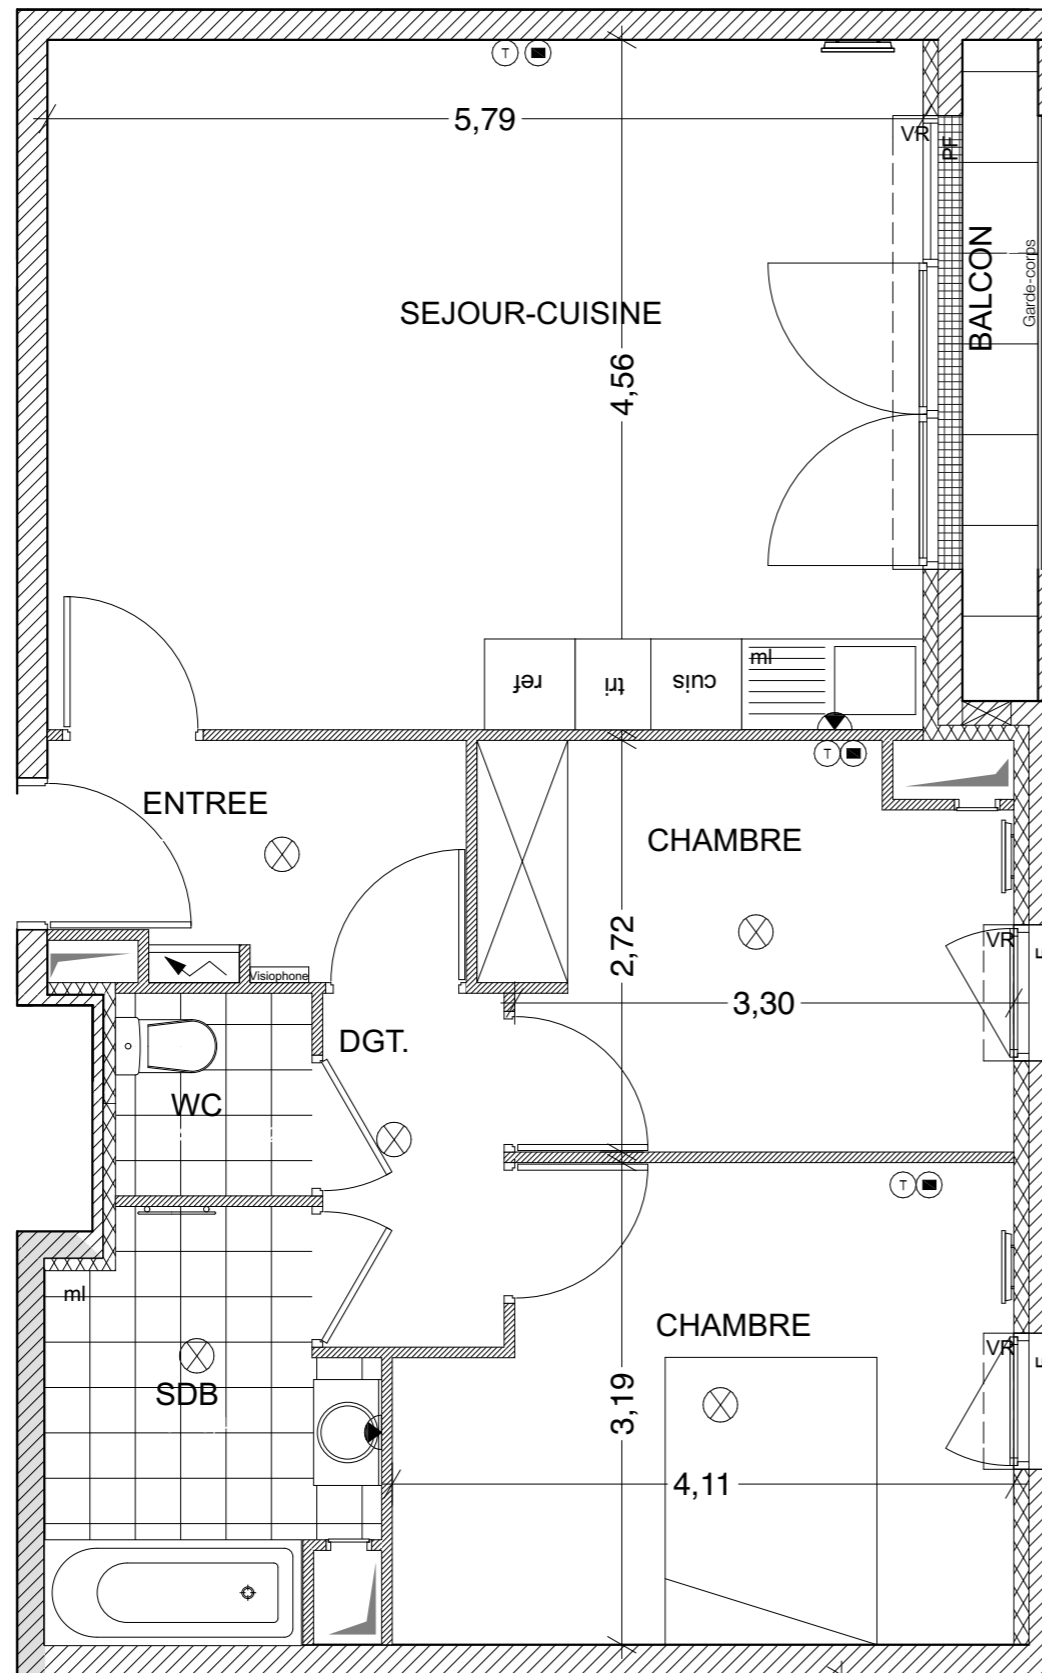 T
5,79
VR
PF
BALCON
Garde-corps
SEJOUR-CUISINE
4,56
ref
tri
cuis
ml
T
ENTREE
CHAMBRE
2,72
VR
Visiophone
3,30
DGT.
WC
T
ml
CHAMBRE
VR
SDB
3,19
4,11